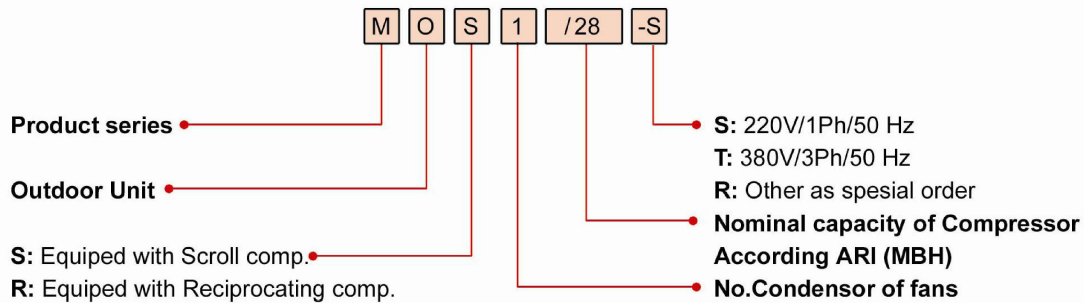 M O S 1 /28 -S
Product series
Outdoor Unit
S: Equiped with Scroll comp.
R: Equiped with Reciprocating comp.
S: 220V/1Ph/50 Hz
T: 380V/3Ph/50 Hz
R: Other as spesial order
Nominal capacity of Compressor
According ARI (MBH)
No.Condensor of fans